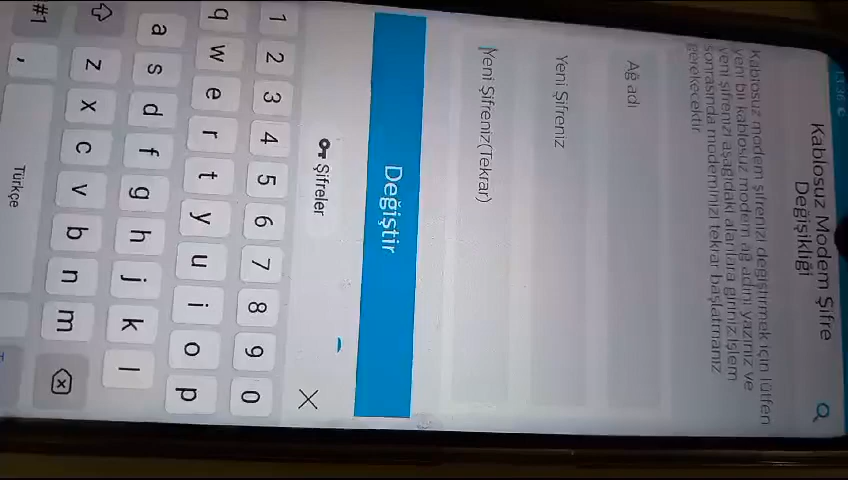 13:36
Kablosuz Modem Şifre
Değişikliği
Kablosuz modem şifrenizi değiştirmek için lütfen
yeni bir kablosuz modem ağ adını yazınız ve
yeni şifrenizi aşağıdaki alanlara giriniz.İşlem
sonrasında modeminizi tekrar başlatmanız
gerekecektir.
Ağ adı
Yeni Şifreniz
Yeni Şifreniz(Tekrar)
Değiştir
Şifreler
1 2 3 4 5 6 7 8 9 0
q w e r t y u i o p
a s d f g h j k l
z x c v b n m
#1 , Türkçe